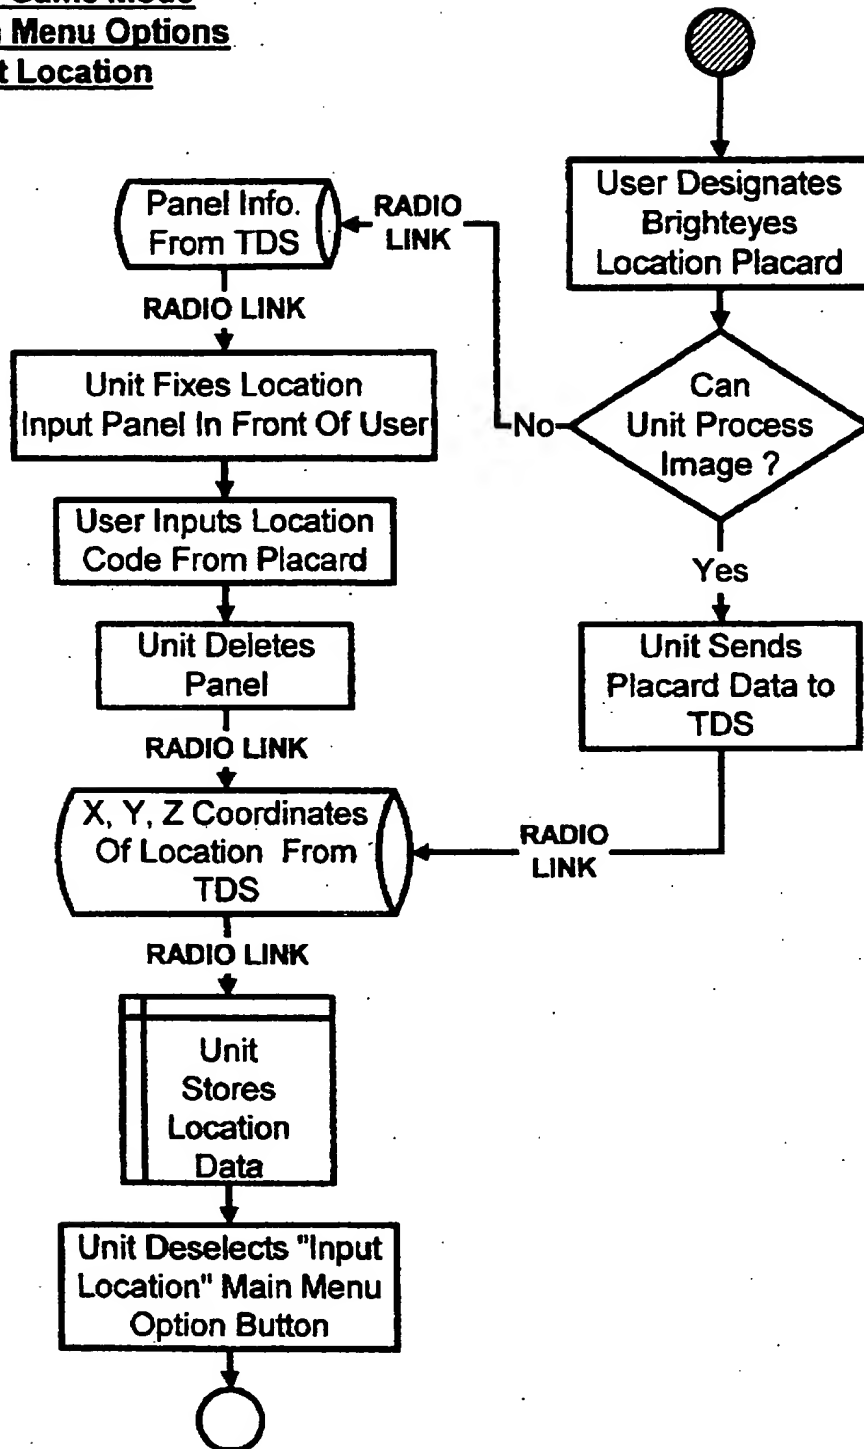 Game Mode
Menu Options
t Location
User Designates
Brighteyes
Location Placard
Can
Unit Process
Image ?
No
Yes
RADIO
LINK
Panel Info.
From TDS
RADIO LINK
Unit Fixes Location
Input Panel In Front Of User
User Inputs Location
Code From Placard
Unit Deletes
Panel
RADIO LINK
Unit Sends
Placard Data to
TDS
RADIO
LINK
X, Y, Z Coordinates
Of Location From
TDS
RADIO LINK
Unit
Stores
Location
Data
Unit Deselects "Input
Location" Main Menu
Option Button